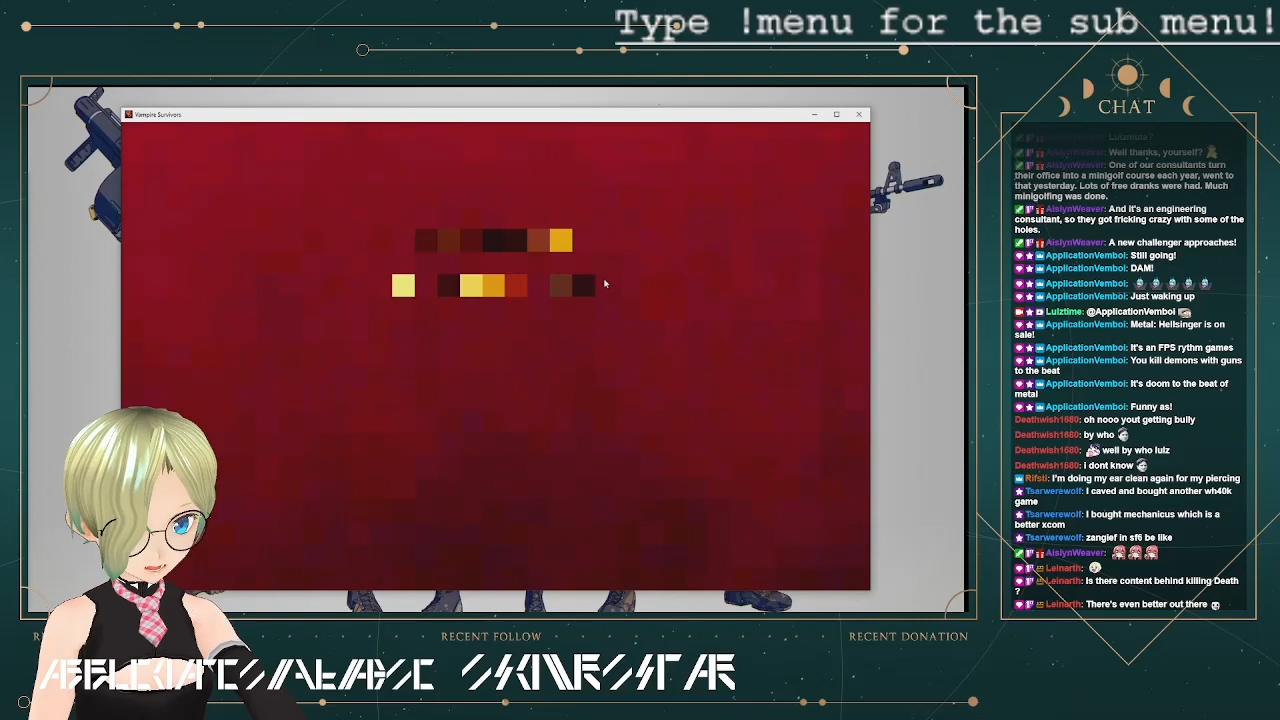 Type !menu for the sub menu!
CHAT
Vampire Survivors
Lulzmute?
AislynWeaver: Well thanks, yourself?
AislynWeaver: One of our consultants turn
their office into a minigolf course each year, went to
that yesterday. Lots of free dranks were had. Much
minigolfing was done.
AislynWeaver: And it's an engineering
consultant, so they got fricking crazy with some of the
holes.
AislynWeaver: A new challenger approaches!
ApplicationVemboi: Still going!
ApplicationVemboi: DAM!
ApplicationVemboi:
ApplicationVemboi: Just waking up
Lulztime: @ApplicationVemboi
ApplicationVemboi: Metal: Hellsinger is on
sale!
ApplicationVemboi: It's an FPS rythm games
ApplicationVemboi: You kill demons with guns
to the beat
ApplicationVemboi: It's doom to the beat of
metal
ApplicationVemboi: Funny as!
Deathwish1680: oh nooo yout getting bully
Deathwish1680: by who
Deathwish1680: well by who lulz
Deathwish1680: i dont know
Rifsti: I'm doing my ear clean again for my piercing
Tsarwerewolf: I caved and bought another wh40k
game
Tsarwerewolf: I bought mechanicus which is a
better xcom
Tsarwerewolf: zangief in sf6 be like
AislynWeaver:
Leinarth:
Leinarth: Is there content behind killing Death
?
Leinarth: There's even better out there
RECENT FOLLOW
RECENT DONATION